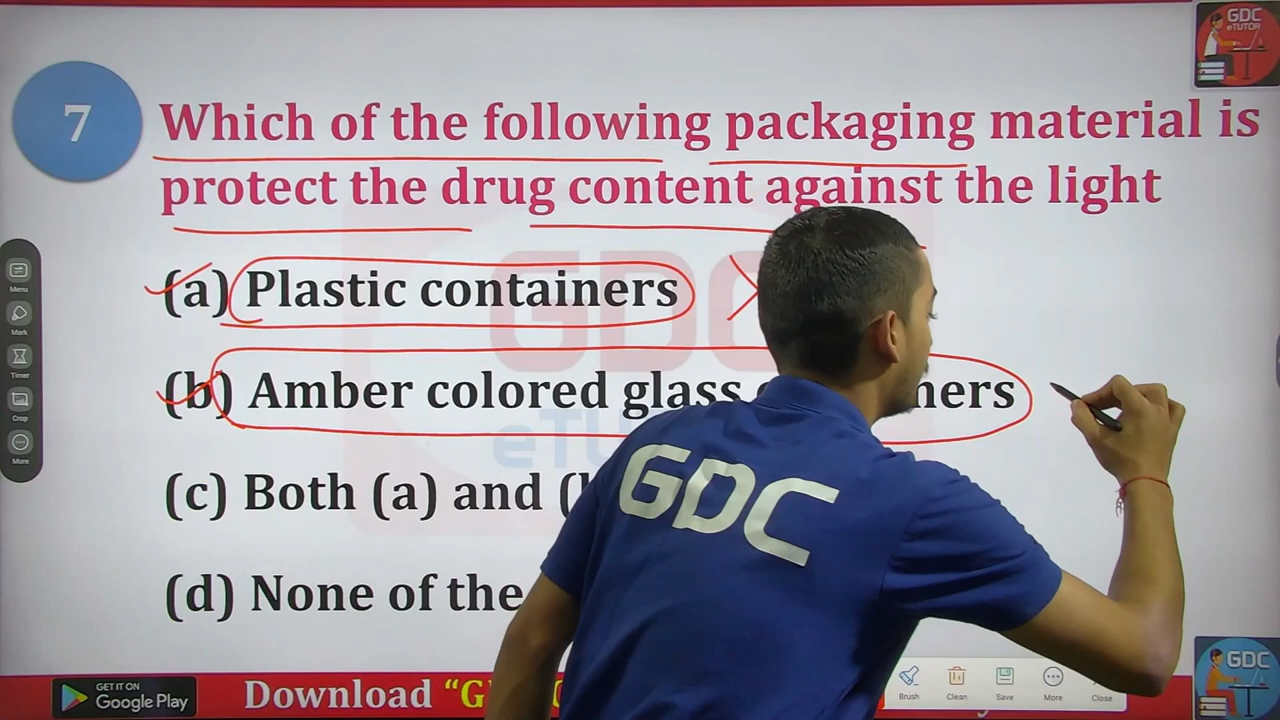 GDC
eTUTOR
7
Which of the following packaging material is
protect the drug content against the light
(a) Plastic containers
(b) Amber colored glass
(c) Both (a) and
(d) None of the
GDC
Menu
Mark
Timer
Crop
More
GET IT ON
Google Play
Download
Brush
Clean
Save
More
Close
GDC